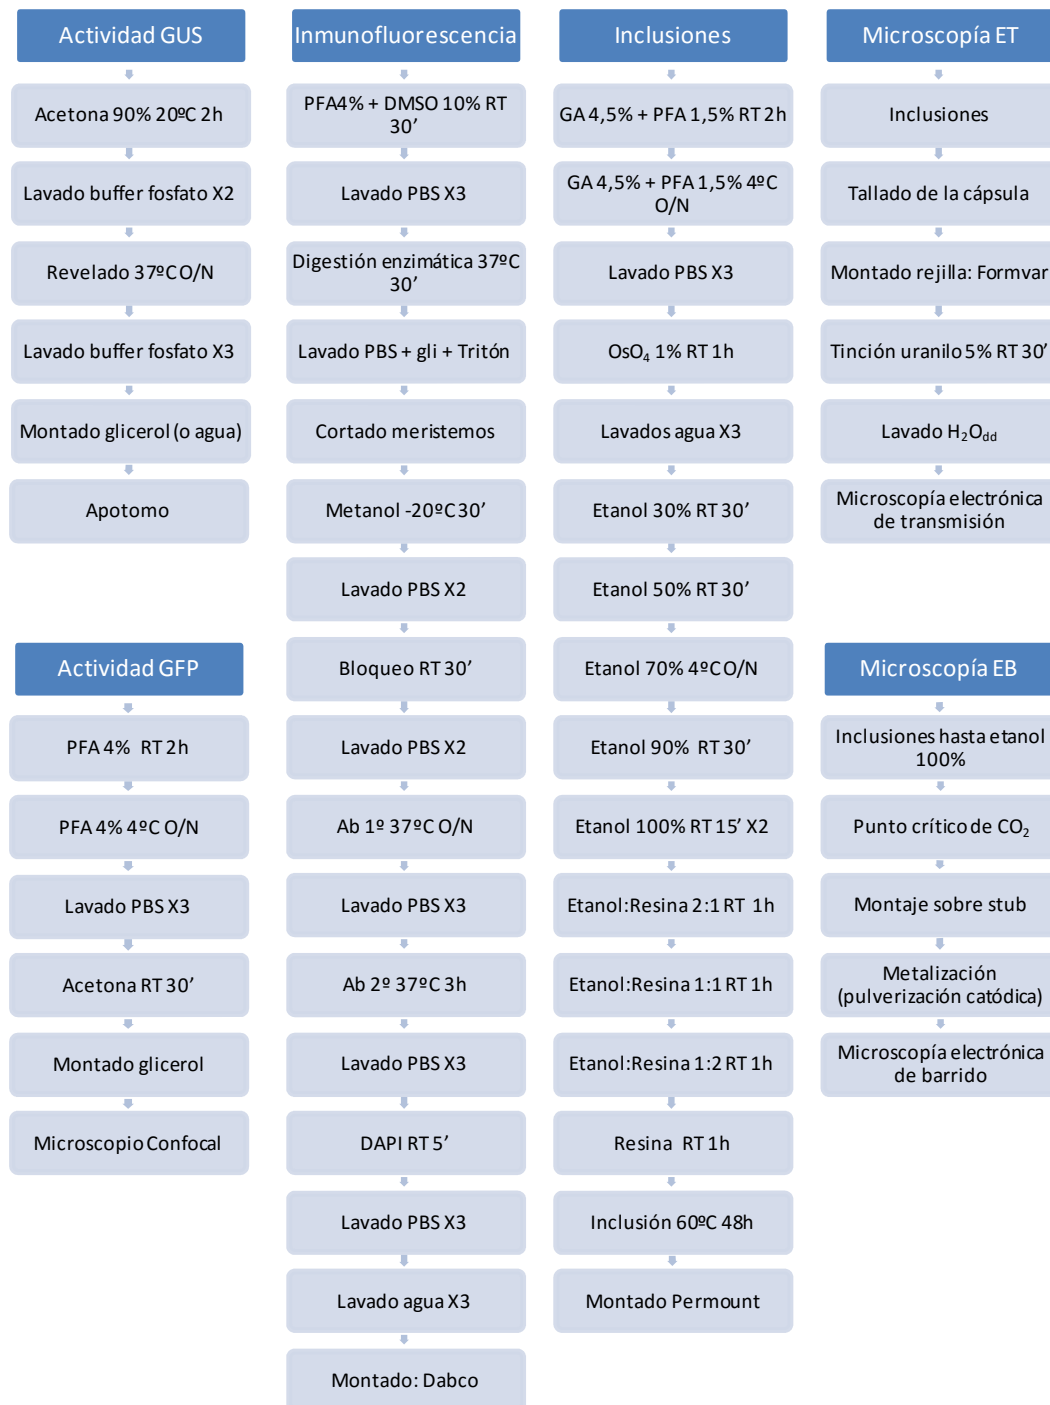 Actividad GUS
Acetona 90% 20ºC 2h
Lavado buffer fosfato X2
Revelado 37ºC O/N
Lavado buffer fosfato X3
Montado glicerol (o agua)
Apotomo
Actividad GFP
PFA 4% RT 2h
PFA 4% 4ºC O/N
Lavado PBS X3
Acetona RT 30’
Montado glicerol
Microscopio Confocal
Inmunofluorescencia
PFA4% + DMSO 10% RT
30’
Lavado PBS X3
Digestión enzimática 37ºC
30’
Lavado PBS + gli + Tritón
Cortado meristemos
Metanol -20ºC 30’
Lavado PBS X2
Bloqueo RT 30’
Lavado PBS X2
Ab 1º 37ºC O/N
Lavado PBS X3
Ab 2º 37ºC 3h
Lavado PBS X3
DAPI RT 5’
Lavado PBS X3
Lavado agua X3
Montado: Dabco
Inclusiones
GA 4,5% + PFA 1,5% RT 2h
GA 4,5% + PFA 1,5% 4ºC
O/N
Lavado PBS X3
OsO₄ 1% RT 1h
Lavados agua X3
Etanol 30% RT 30’
Etanol 50% RT 30’
Etanol 70% 4ºC O/N
Etanol 90% RT 30’
Etanol 100% RT 15’ X2
Etanol:Resina 2:1 RT 1h
Etanol:Resina 1:1 RT 1h
Etanol:Resina 1:2 RT 1h
Resina RT 1h
Inclusión 60ºC 48h
Montado Permount
Microscopía ET
Inclusiones
Tallado de la cápsula
Montado rejilla: Formvar
Tinción uranilo 5% RT 30’
Lavado H₂Odd
Microscopía electrónica
de transmisión
Microscopía EB
Inclusiones hasta etanol
100%
Punto crítico de CO₂
Montaje sobre stub
Metalización
(pulverización catódica)
Microscopía electrónica
de barrido